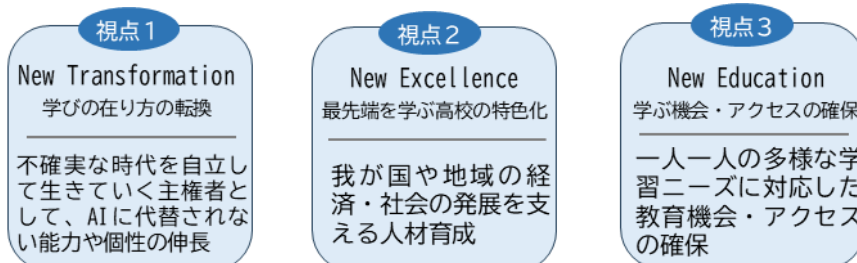 視点1
New Transformation
学びの在り方の転換
不確実な時代を自立し
て生きていく主権者と
して、AIに代替されな
い能力や個性の伸長
視点2
New Excellence
最先端を学ぶ高校の特色化
我が国や地域の経
済・社会の発展を支
える人材育成
視点3
New Education
学ぶ機会・アクセスの確保
一人一人の多様な学
習ニーズに対応した
教育機会・アクセス
の確保